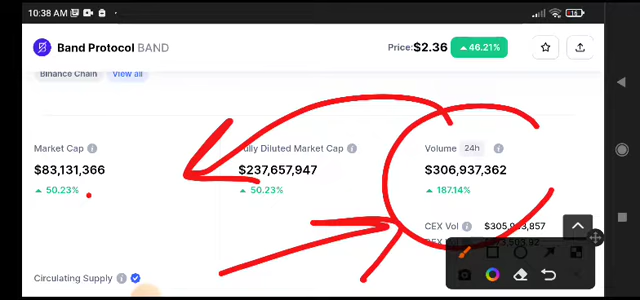 10:38 AM
15
Band Protocol BAND
Price: $2.36 46.21%
Binance Chain View all
Market Cap
$83,131,366
50.23%
Fully Diluted Market Cap
$237,657,947
50.23%
Volume 24h
$306,937,362
187.14%
CEX Vol
Circulating Supply